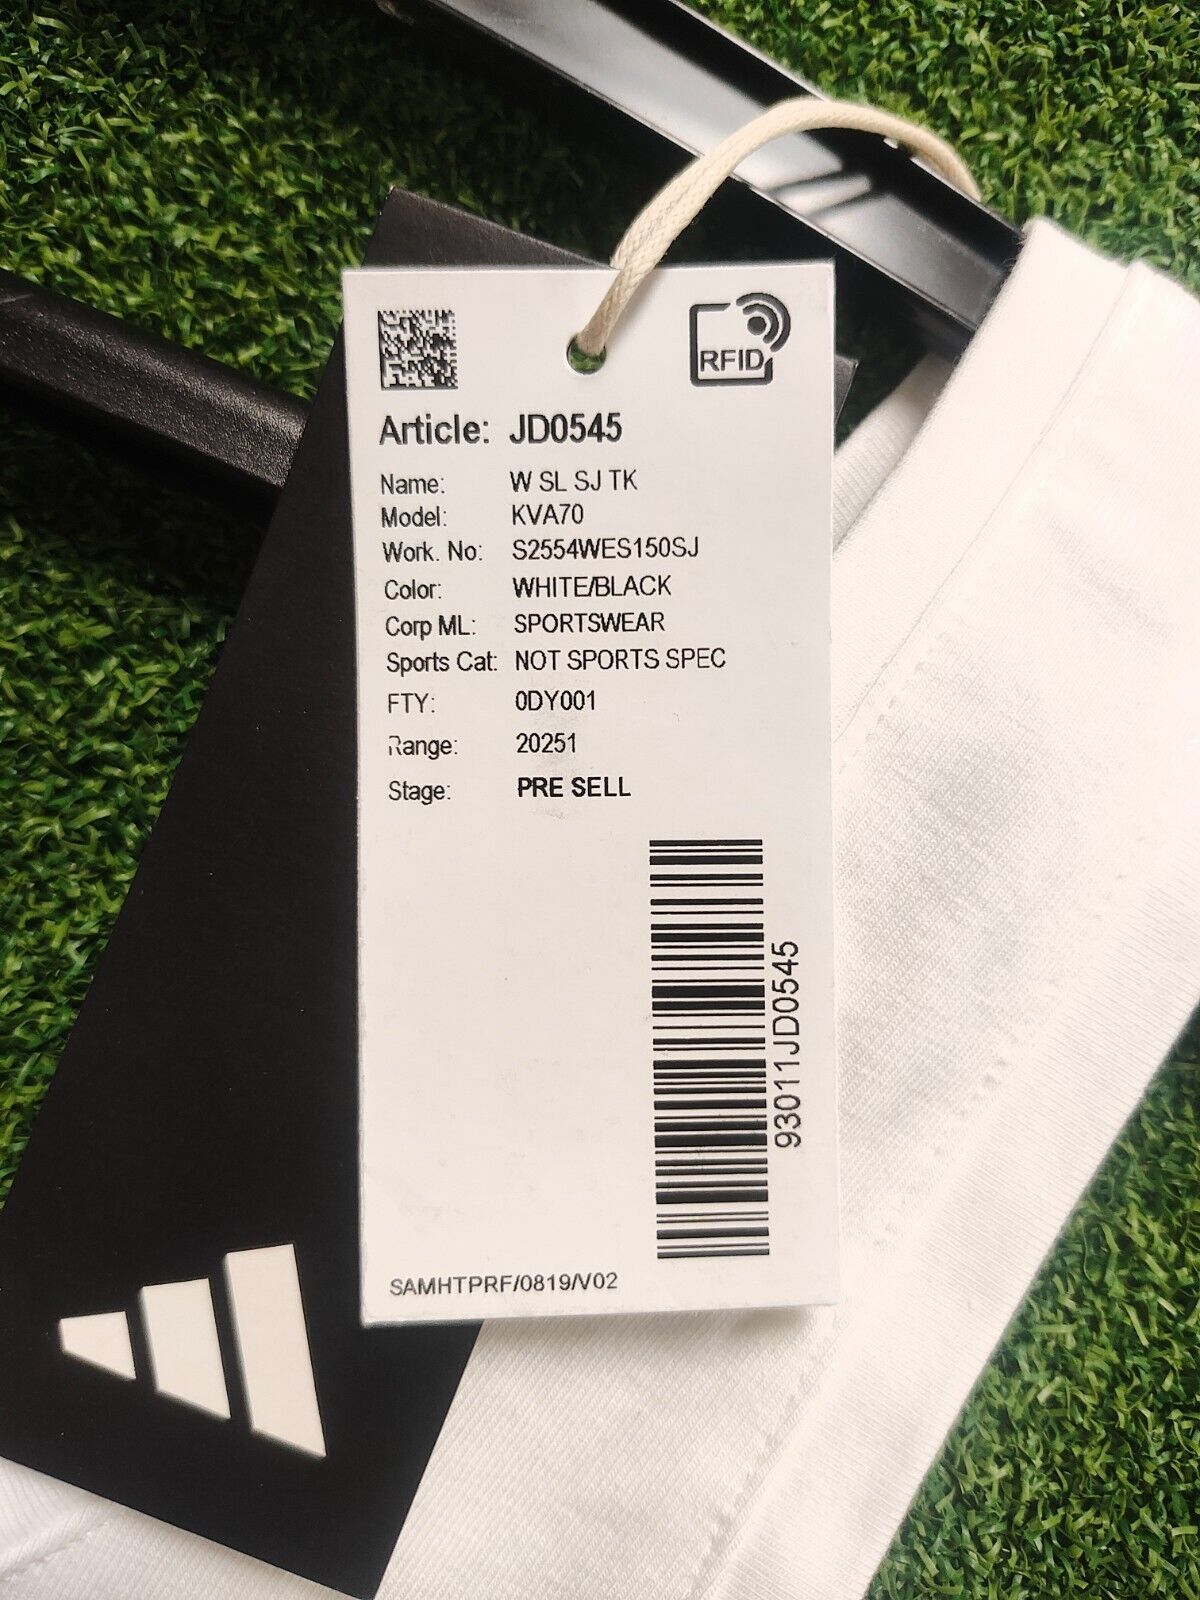 RFID
Article: JD0545
Name: W SL SJ TK
Model: KVA70
Work. No: S2554WES150SJ
Color: WHITE/BLACK
Corp ML: SPORTSWEAR
Sports Cat: NOT SPORTS SPEC
FTY: 0DY001
Range: 20251
Stage: PRE SELL
93011JD0545
SAMHTPRF/0819/V02